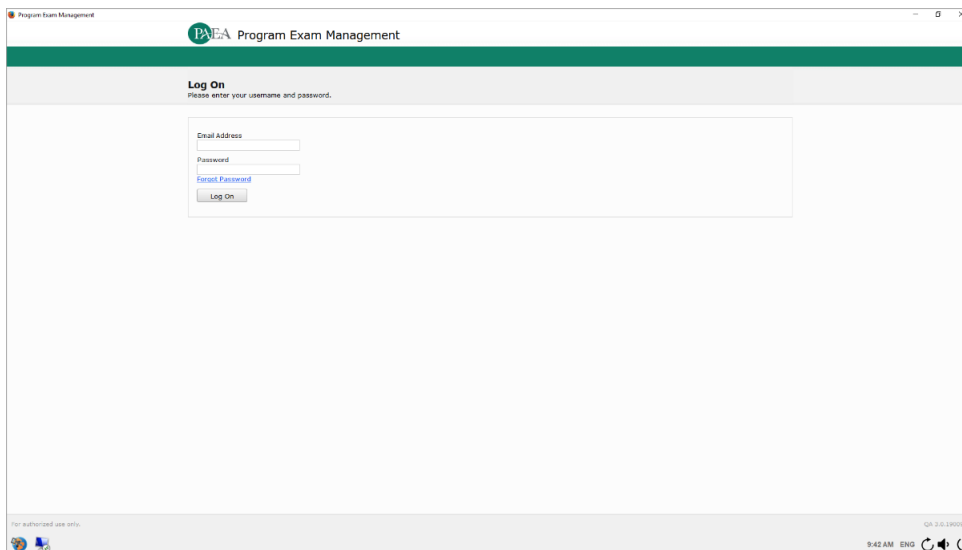 Program Exam Management
PAEA Program Exam Management
Log On
Please enter your username and password.
Email Address
Password
Forgot Password
Log On
For authorized use only.
9:42 AM ENG